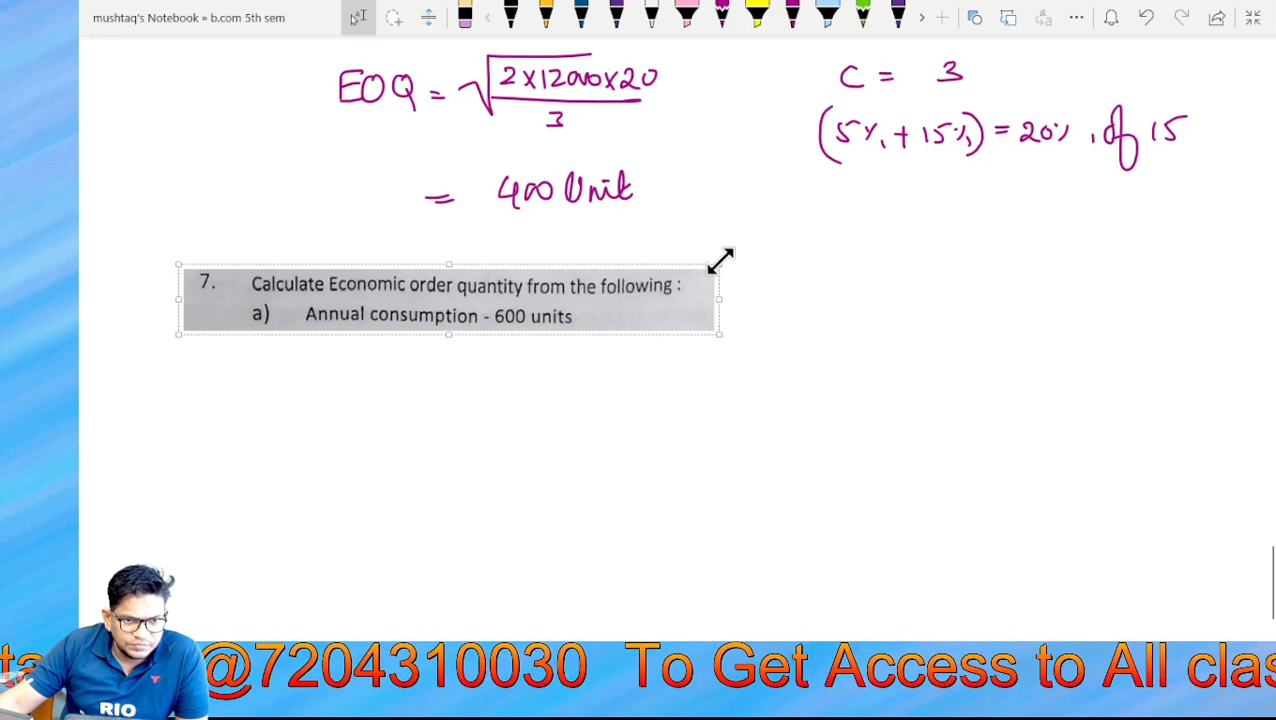 mushtaq's Notebook » b.com 5th sem
EOQ = √ 2 x 12000 x 20
3
= 400 Unit
C = 3
(5% + 15%) = 20% of 15
7. Calculate Economic order quantity from the following :
a) Annual consumption - 600 units
@7204310030 To Get Access to All clas
RIO